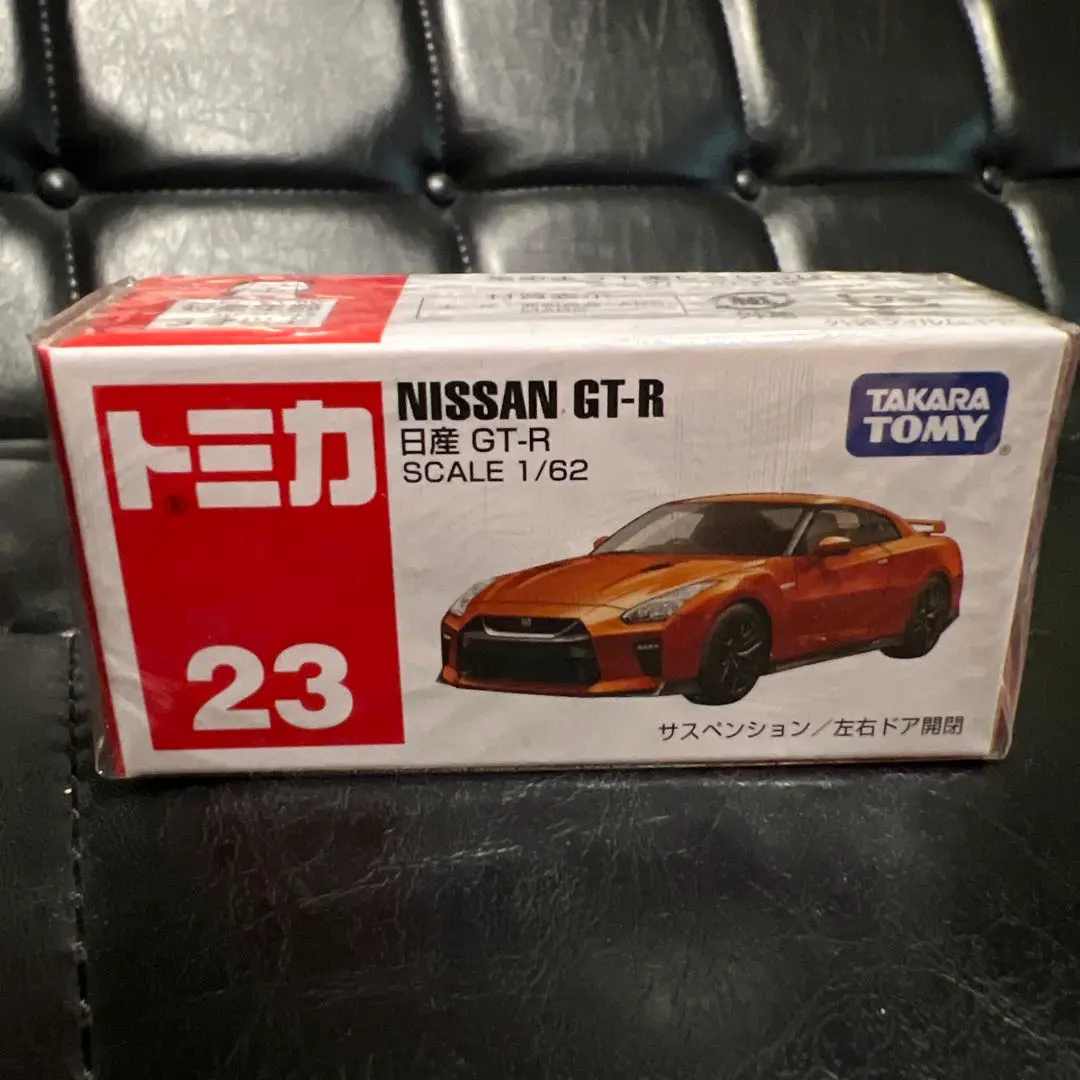 トミカ
23
NISSAN GT-R
日産 GT-R
SCALE 1/62
TAKARA
TOMY
サスペンション/左右ドア開閉